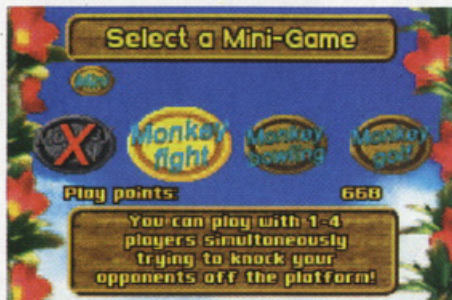 Select a Mini-Game
Monkey
fight
Monkey
bowling
Monkey
golf
Play points: 668
You can play with 1-4
players simultaneously
trying to knock your
opponents off the platform!